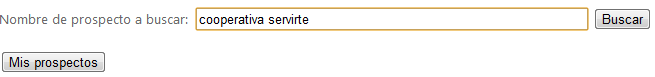 Nombre de prospecto a buscar: cooperativa servirte Buscar
Mis prospectos